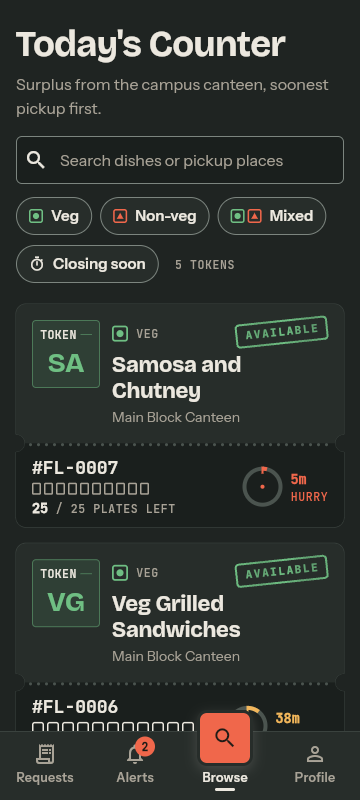 Today's Counter
Surplus from the campus canteen, soonest
pickup first.
Search dishes or pickup places
Veg
Non-veg
Mixed
Closing soon
5 TOKENS
TOKEN
SA
VEG
AVAILABLE
Samosa and
Chutney
Main Block Canteen
#FL-0007
5m
HURRY
25 / 25 PLATES LEFT
TOKEN
VG
VEG
AVAILABLE
Veg Grilled
Sandwiches
Main Block Canteen
#FL-0006
38m
2
Requests
Alerts
Browse
Profile